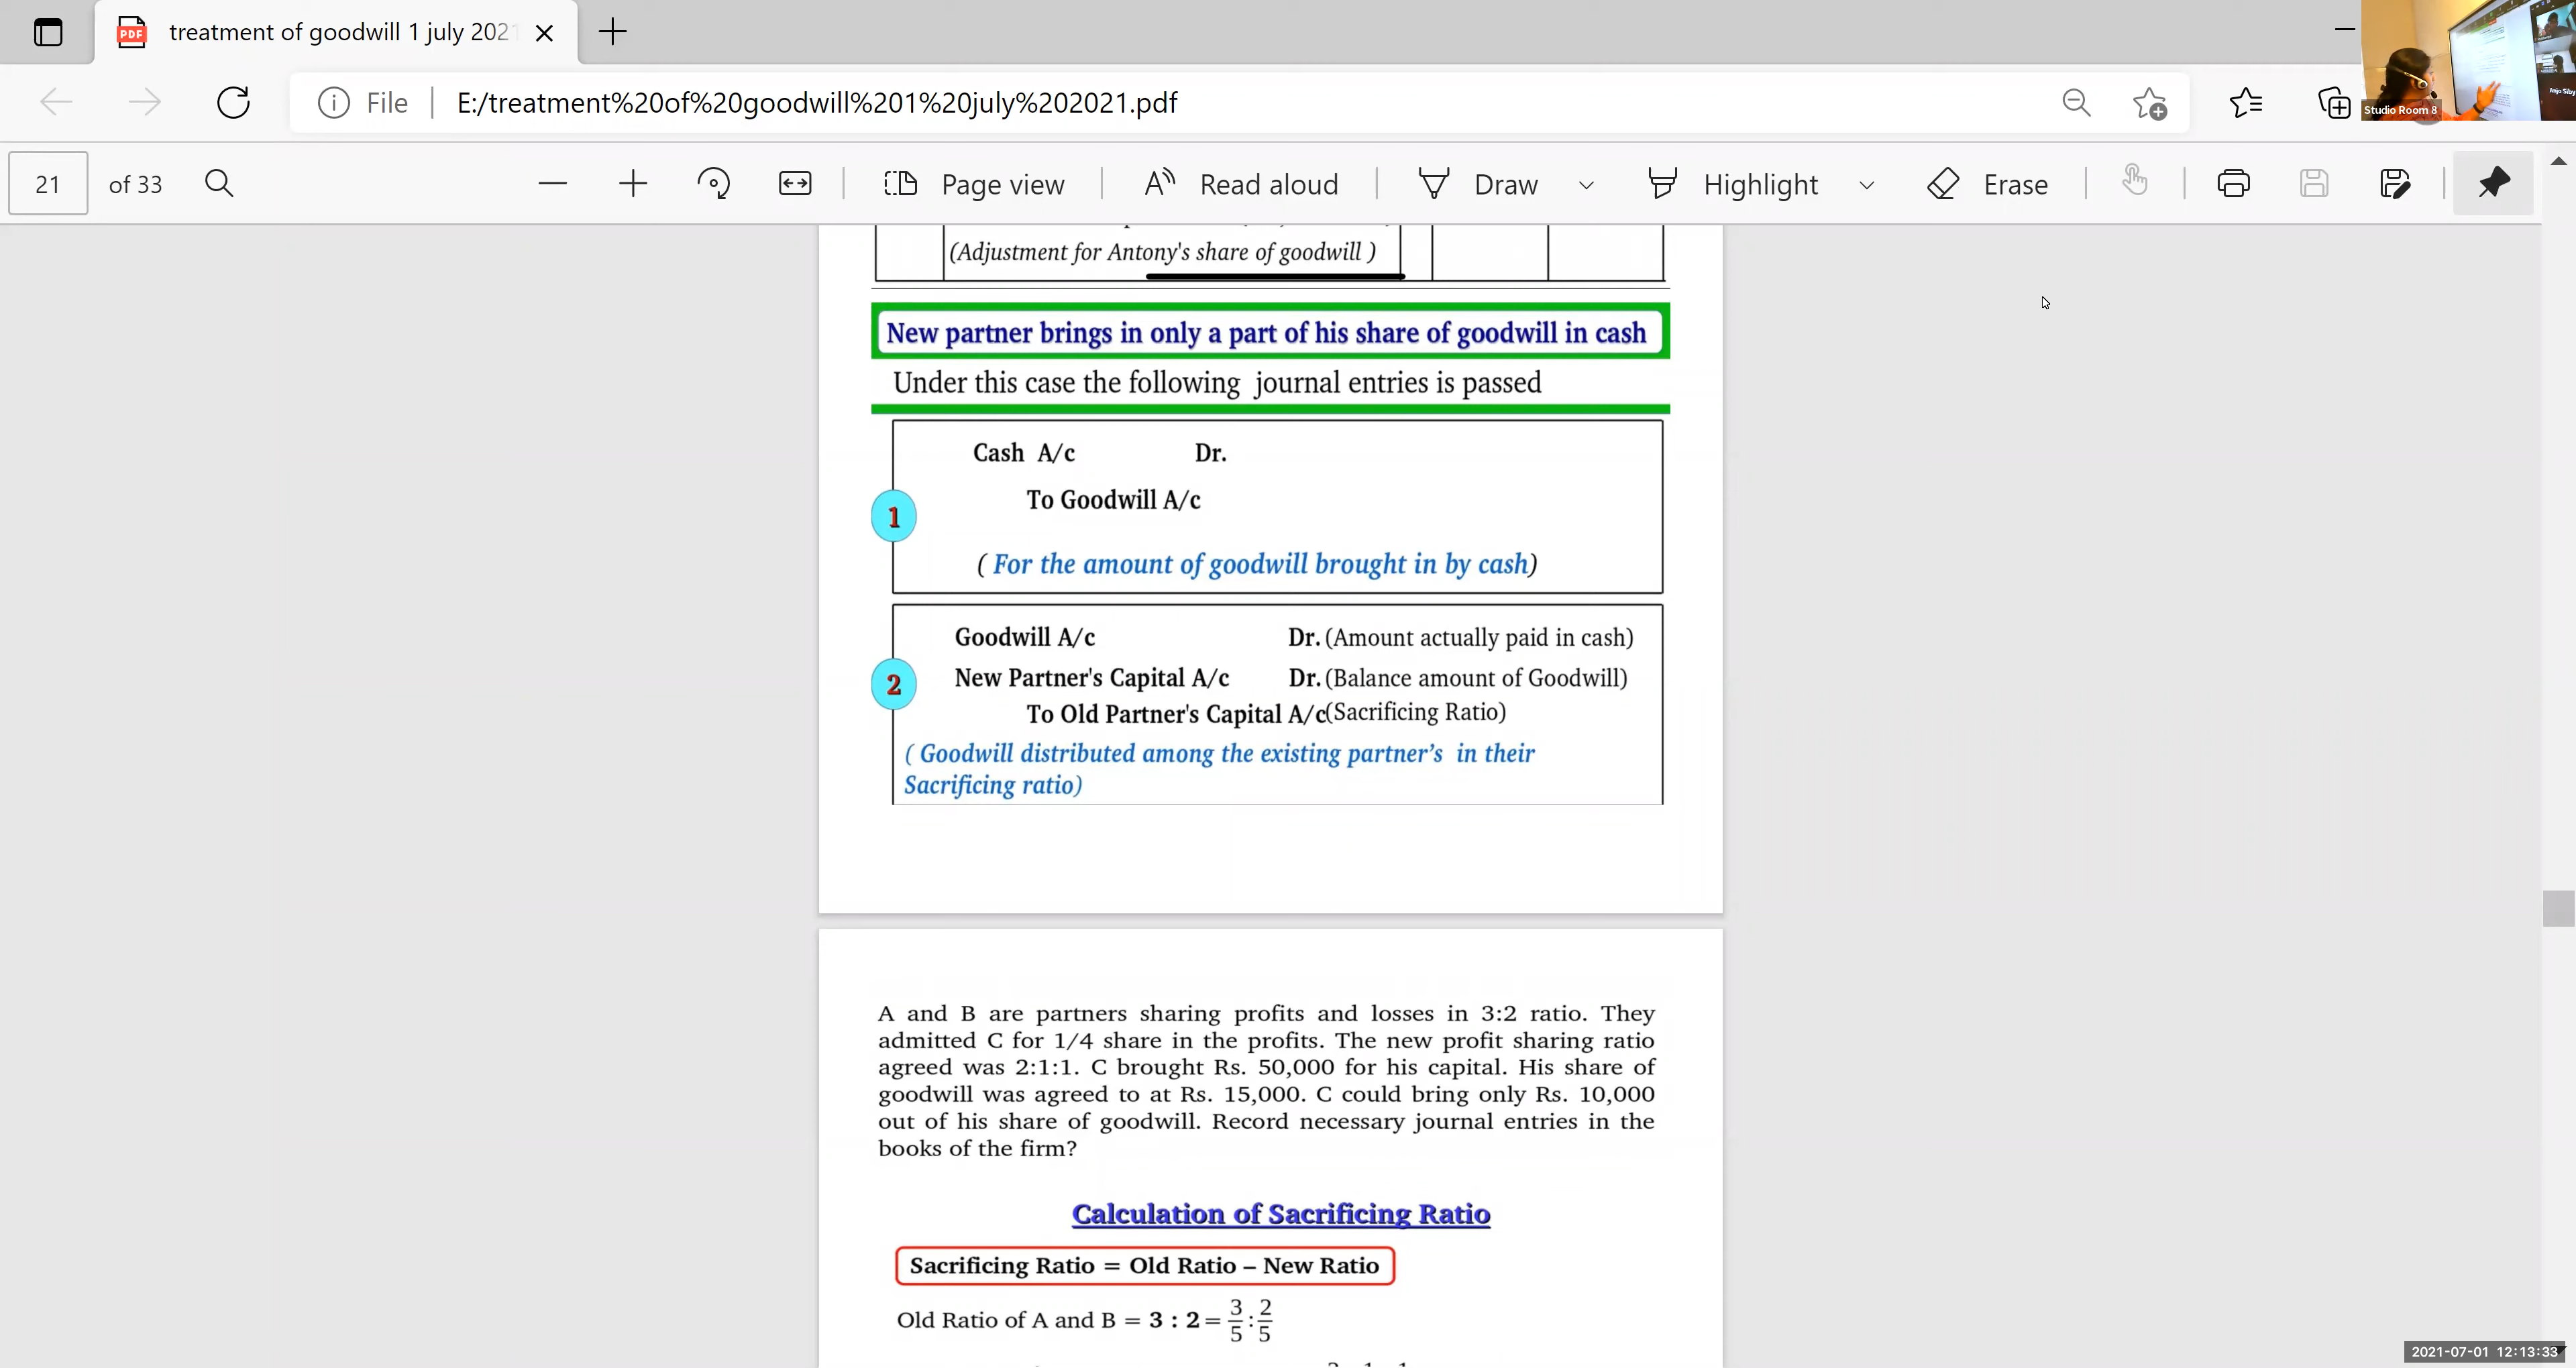 treatment of goodwill 1 july 2021
File
E:/treatment%20of%20goodwill%201%20july%202021.pdf
Studio Room 8
Anjo Siby
21
of 33
Page view
Read aloud
Draw
Highlight
Erase
(Adjustment for Antony's share of goodwill )
New partner brings in only a part of his share of goodwill in cash
Under this case the following journal entries is passed
Cash A/c Dr.
To Goodwill A/c
1
( For the amount of goodwill brought in by cash)
Goodwill A/c Dr. (Amount actually paid in cash)
2
New Partner's Capital A/c Dr. (Balance amount of Goodwill)
To Old Partner's Capital A/c(Sacrificing Ratio)
( Goodwill distributed among the existing partner’s in their
Sacrificing ratio)
A and B are partners sharing profits and losses in 3:2 ratio. They
admitted C for 1/4 share in the profits. The new profit sharing ratio
agreed was 2:1:1. C brought Rs. 50,000 for his capital. His share of
goodwill was agreed to at Rs. 15,000. C could bring only Rs. 10,000
out of his share of goodwill. Record necessary journal entries in the
books of the firm?
Calculation of Sacrificing Ratio
Sacrificing Ratio = Old Ratio – New Ratio
Old Ratio of A and B = 3 : 2 = 3/5 : 2/5
2021-07-01 12:13:33